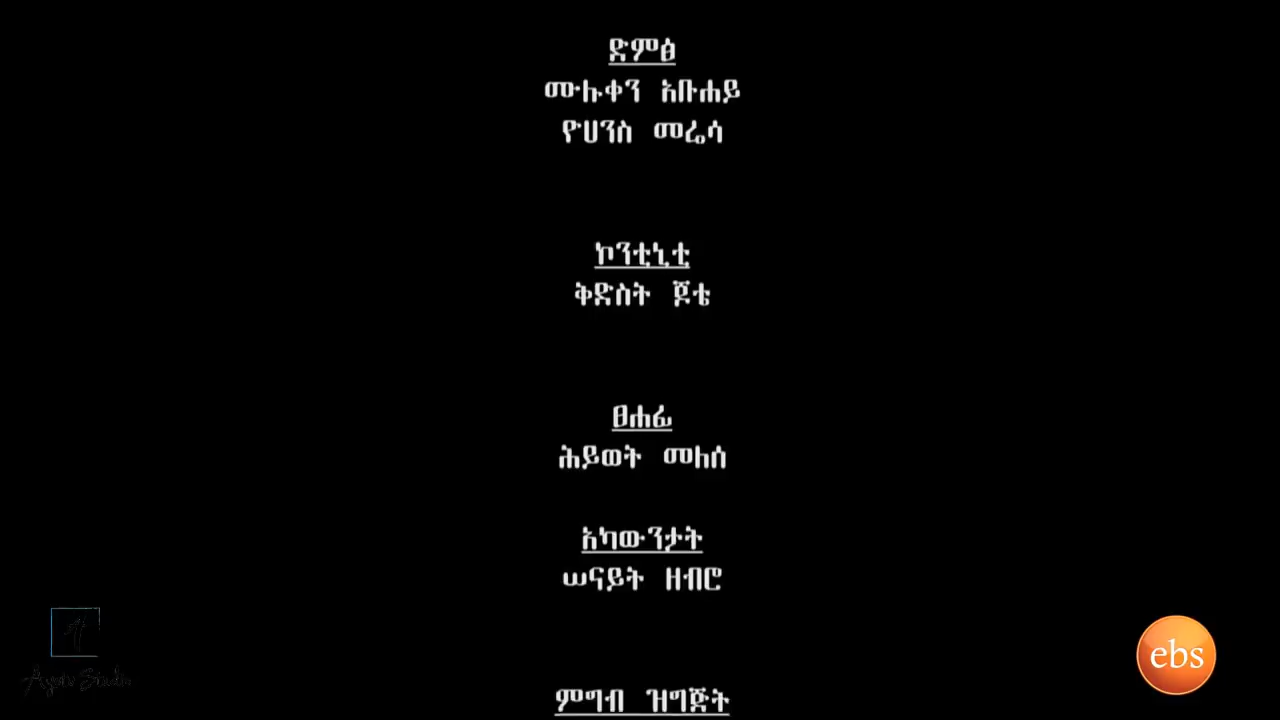 ድምፅ
ሙሉቀን አቡሐይ
ዮሀንስ መሬሳ
ኮንቲኒቲ
ቅድስት ጆቴ
ፀሐፊ
ሕይወት መለሰ
አካውንታት
ሠናይት ዘብሮ
ምግብ ዝግጅት
ebs